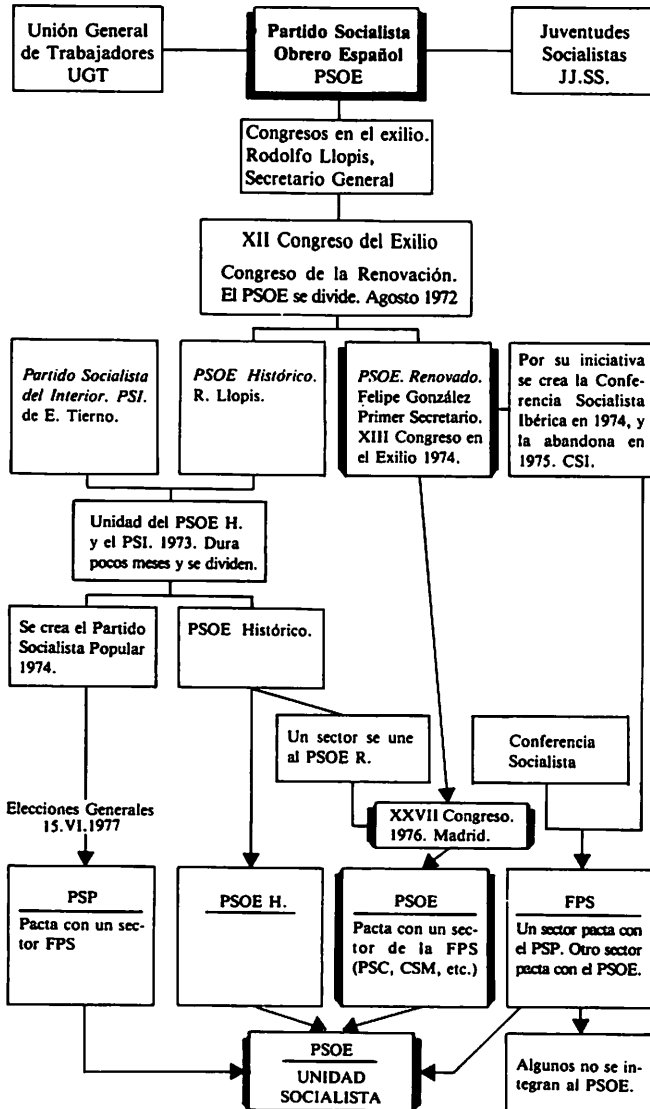 Unión General
de Trabajadores
UGT
Partido Socialista
Obrero Español
PSOE
Juventudes
Socialistas
JJ.SS.
Congresos en el exilio.
Rodolfo Llopis,
Secretario General
XII Congreso del Exilio
Congreso de la Renovación.
El PSOE se divide. Agosto 1972
Partido Socialista
del Interior. PSI.
de E. Tierno.
PSOE Histórico.
R. Llopis.
PSOE. Renovado.
Felipe González
Primer Secretario.
XIII Congreso en
el Exilio 1974.
Por su iniciativa
se crea la Confe-
rencia Socialista
Ibérica en 1974, y
la abandona en
1975. CSI.
Unidad del PSOE H.
y el PSI. 1973. Dura
pocos meses y se dividen.
Se crea el Partido
Socialista Popular
1974.
PSOE Histórico.
Un sector se une
al PSOE R.
Conferencia
Socialista
Elecciones Generales
15.VI.1977
XXVII Congreso.
1976. Madrid.
PSP
Pacta con un sec-
tor FPS
PSOE H.
PSOE
Pacta con un sec-
tor de la FPS
(PSC, CSM, etc.)
FPS
Un sector pacta con
el PSP. Otro sector
pacta con el PSOE.
PSOE
UNIDAD
SOCIALISTA
Algunos no se in-
tegran al PSOE.